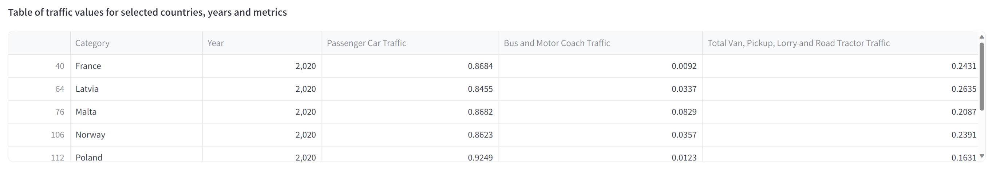 Table of traffic values for selected countries, years and metrics
Category Year Passenger Car Traffic Bus and Motor Coach Traffic Total Van, Pickup, Lorry and Road Tractor Traffic
40 France 2,020 0.8684 0.0092 0.2431
64 Latvia 2,020 0.8455 0.0337 0.2635
76 Malta 2,020 0.8682 0.0829 0.2087
106 Norway 2,020 0.8623 0.0357 0.2391
112 Poland 2,020 0.9249 0.0123 0.1631